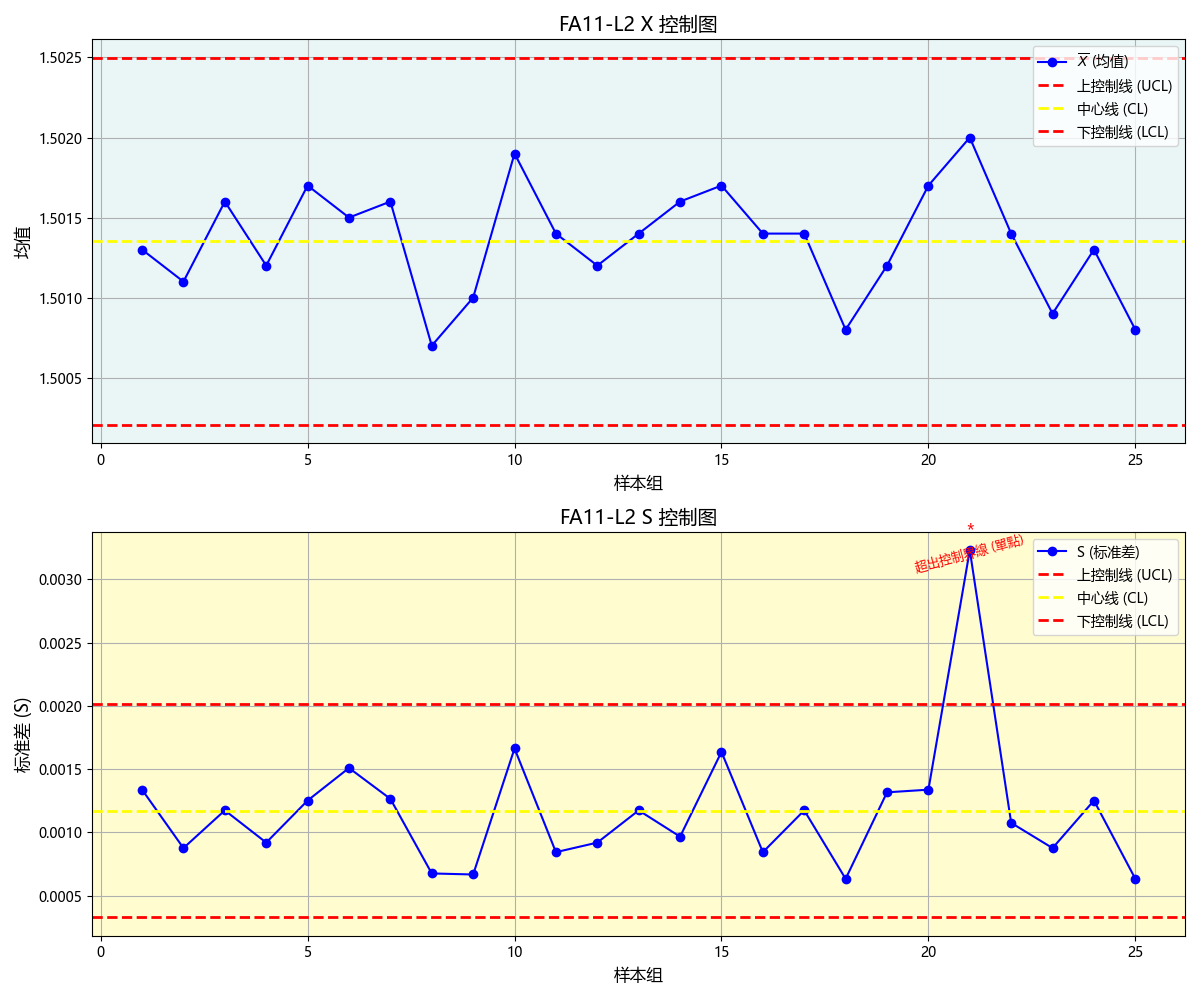 FA11-L2 X 控制图
1.5025
1.5020
1.5015
1.5010
1.5005
均值
X (均值)
上控制线 (UCL)
中心线 (CL)
下控制线 (LCL)
0 5 10 15 20 25
样本组
FA11-L2 S 控制图
*
超出控制界線 (單點)
0.0030
0.0025
0.0020
0.0015
0.0010
0.0005
标准差 (S)
S (标准差)
上控制线 (UCL)
中心线 (CL)
下控制线 (LCL)
0 5 10 15 20 25
样本组